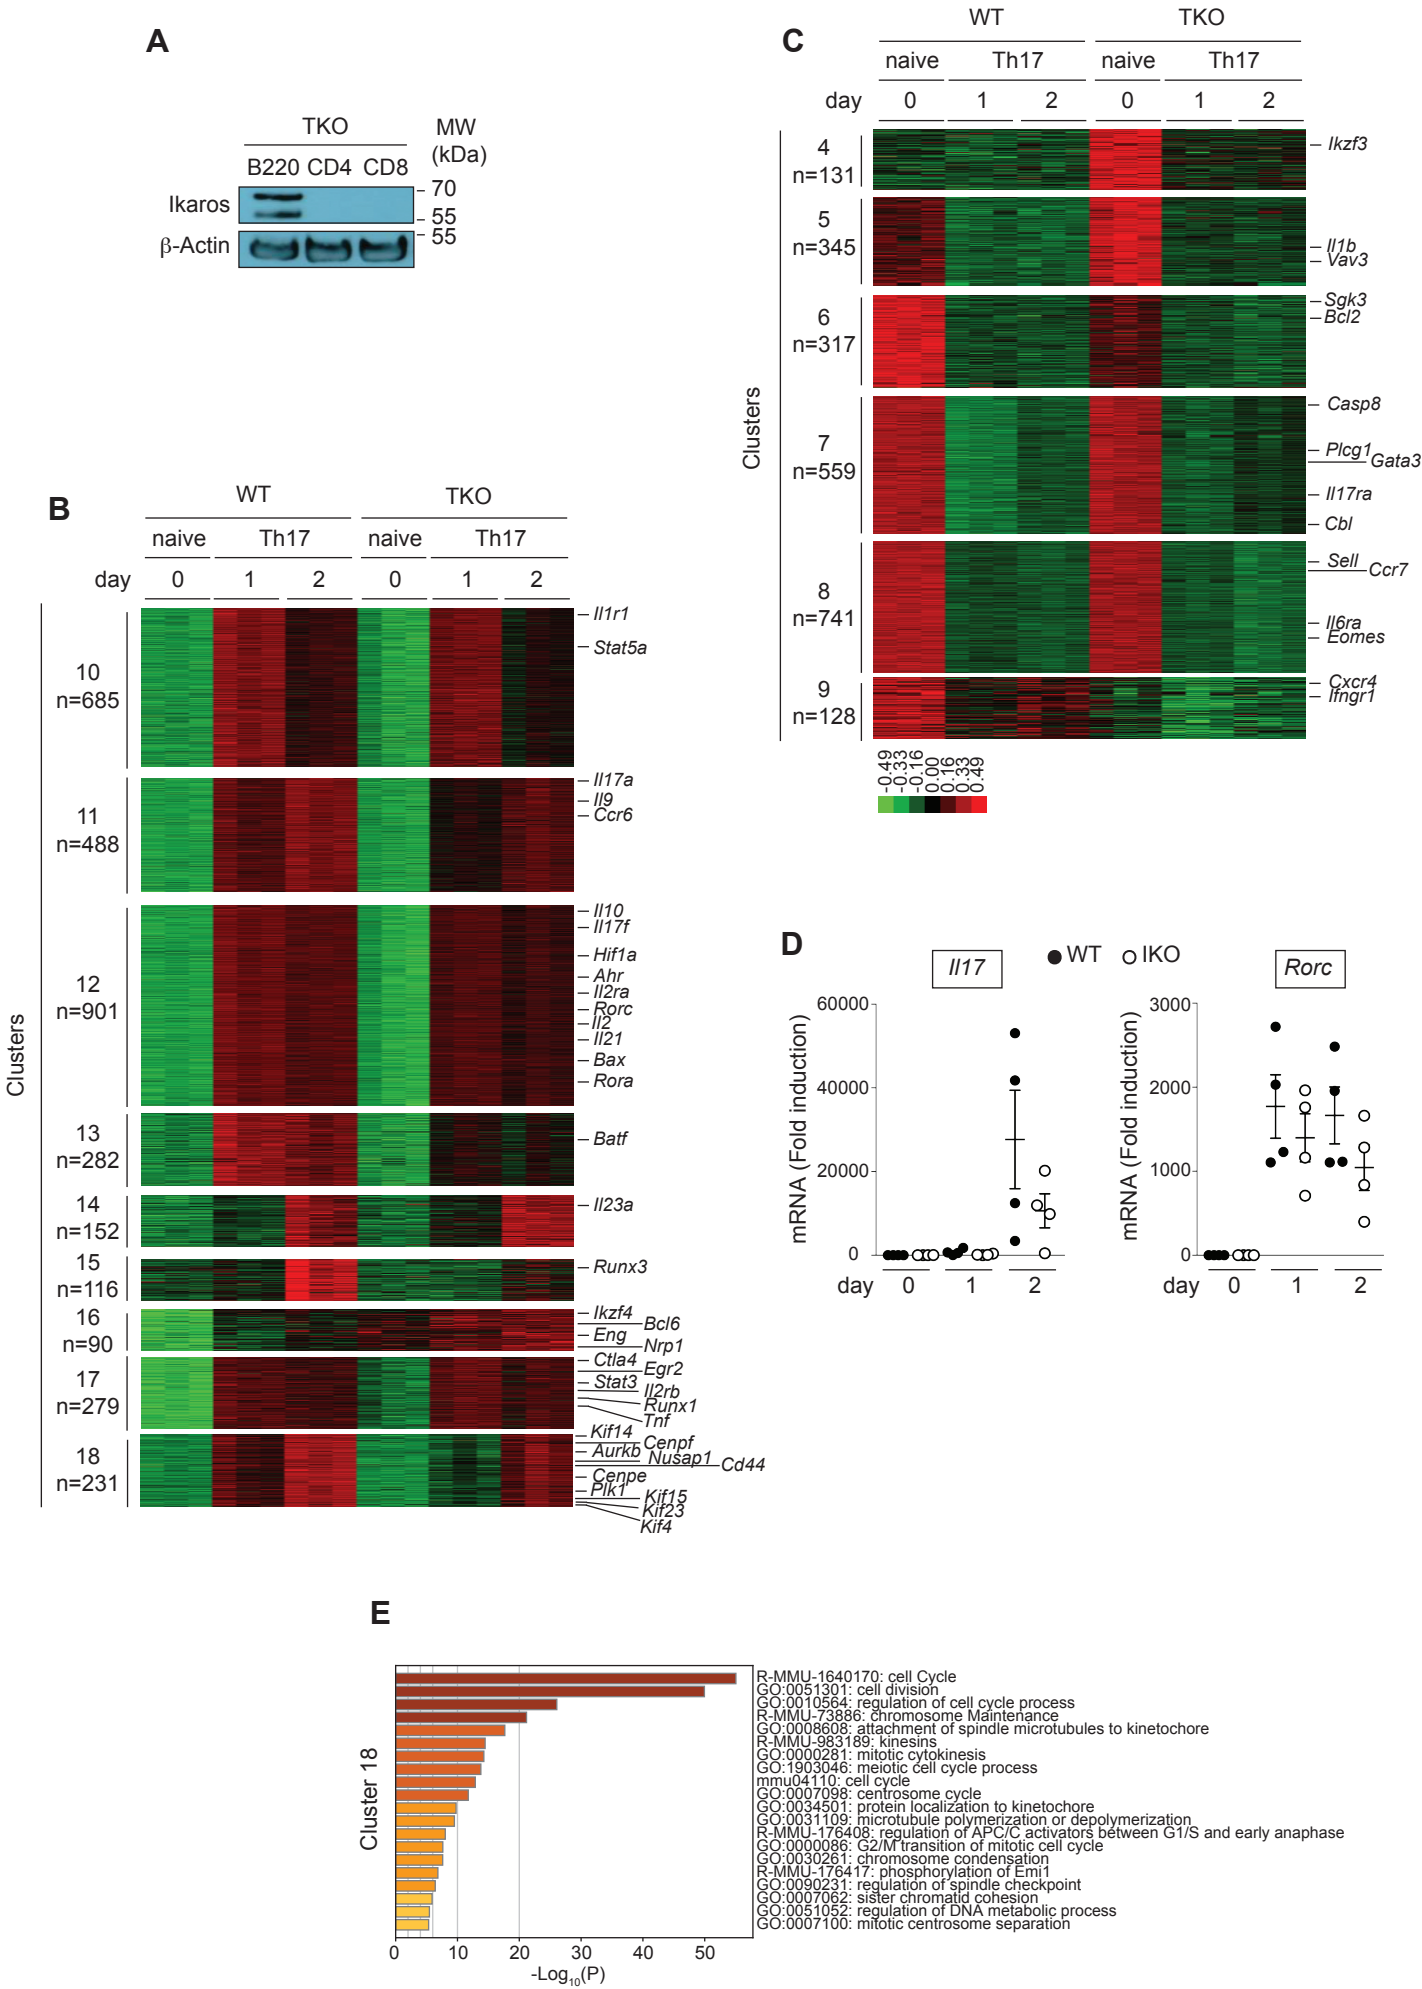 A
TKO
MW
(kDa)
B220 CD4 CD8
Ikaros
70
55
β-Actin
55
B
WT
TKO
naive
Th17
naive
Th17
day
0
1
2
0
1
2
Clusters
10
n=685
Il1r1
Stat5a
11
n=488
Il17a
Il9
Ccr6
12
n=901
Il10
Il17f
Hif1a
Ahr
Il2ra
Rorc
Il2
Il21
Bax
Rora
13
n=282
Batf
14
n=152
Il23a
15
n=116
Runx3
16
n=90
Ikzf4
Bcl6
Eng
Nrp1
17
n=279
Ctla4
Egr2
Stat3
Il2rb
Runx1
Tnf
18
n=231
Kif14
Cenpf
Aurkb
Nusap1
Cd44
Cenpe
Plk1
Kif15
Kif23
Kif4
C
WT
TKO
naive
Th17
naive
Th17
day
0
1
2
0
1
2
Clusters
4
n=131
Ikzf3
5
n=345
Il1b
Vav3
6
n=317
Sgk3
Bcl2
7
n=559
Casp8
Plcg1
Gata3
Il17ra
Cbl
8
n=741
Sell
Ccr7
Il6ra
Eomes
9
n=128
Cxcr4
Ifngr1
-0.49
-0.33
-0.16
0.00
0.16
0.33
0.49
D
Il17
WT
IKO
Rorc
mRNA (Fold induction)
60000
40000
20000
0
day
0
1
2
mRNA (Fold induction)
3000
2000
1000
0
day
0
1
2
E
Cluster 18
R-MMU-1640170: cell Cycle
GO:0051301: cell division
GO:0010564: regulation of cell cycle process
R-MMU-73886: chromosome Maintenance
GO:0008608: attachment of spindle microtubules to kinetochore
R-MMU-983189: kinesins
GO:0000281: mitotic cytokinesis
GO:1903046: meiotic cell cycle process
mmu04110: cell cycle
GO:0007098: centrosome cycle
GO:0034501: protein localization to kinetochore
GO:0031109: microtubule polymerization or depolymerization
R-MMU-176408: regulation of APC/C activators between G1/S and early anaphase
GO:0000086: G2/M transition of mitotic cell cycle
GO:0030261: chromosome condensation
R-MMU-176417: phosphorylation of Emi1
GO:0090231: regulation of spindle checkpoint
GO:0007062: sister chromatid cohesion
GO:0051052: regulation of DNA metabolic process
GO:0007100: mitotic centrosome separation
0
10
20
30
40
50
-Log10(P)